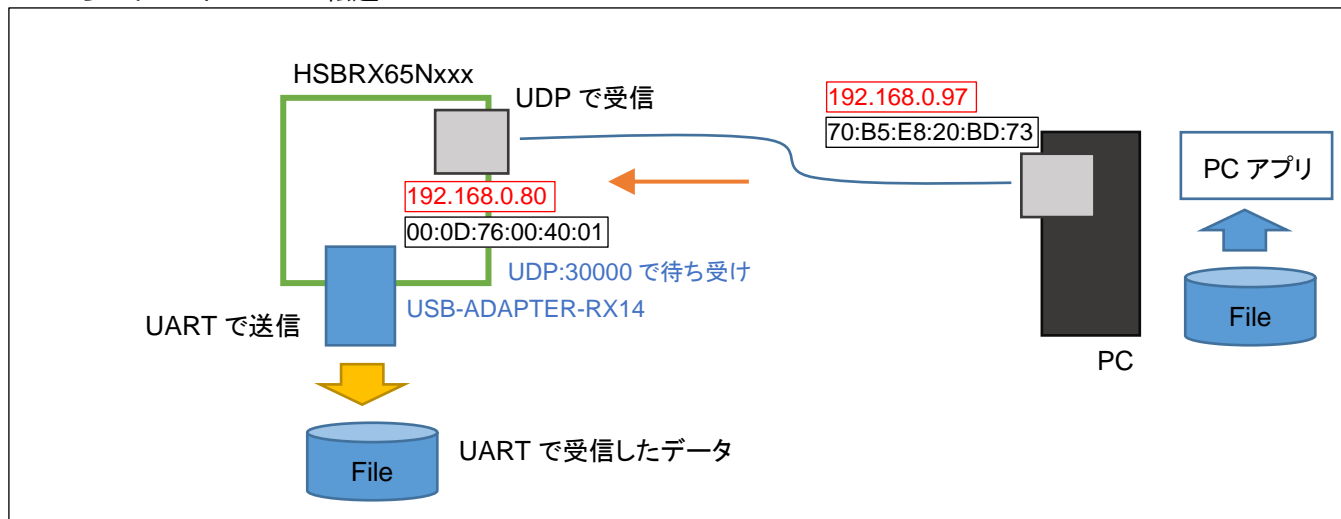 HSBRX65Nxxx
UDP で受信
192.168.0.97
70:B5:E8:20:BD:73
PC アプリ
192.168.0.80
00:0D:76:00:40:01
UDP:30000 で待ち受け
USB-ADAPTER-RX14
UART で送信
File
PC
UART で受信したデータ
File